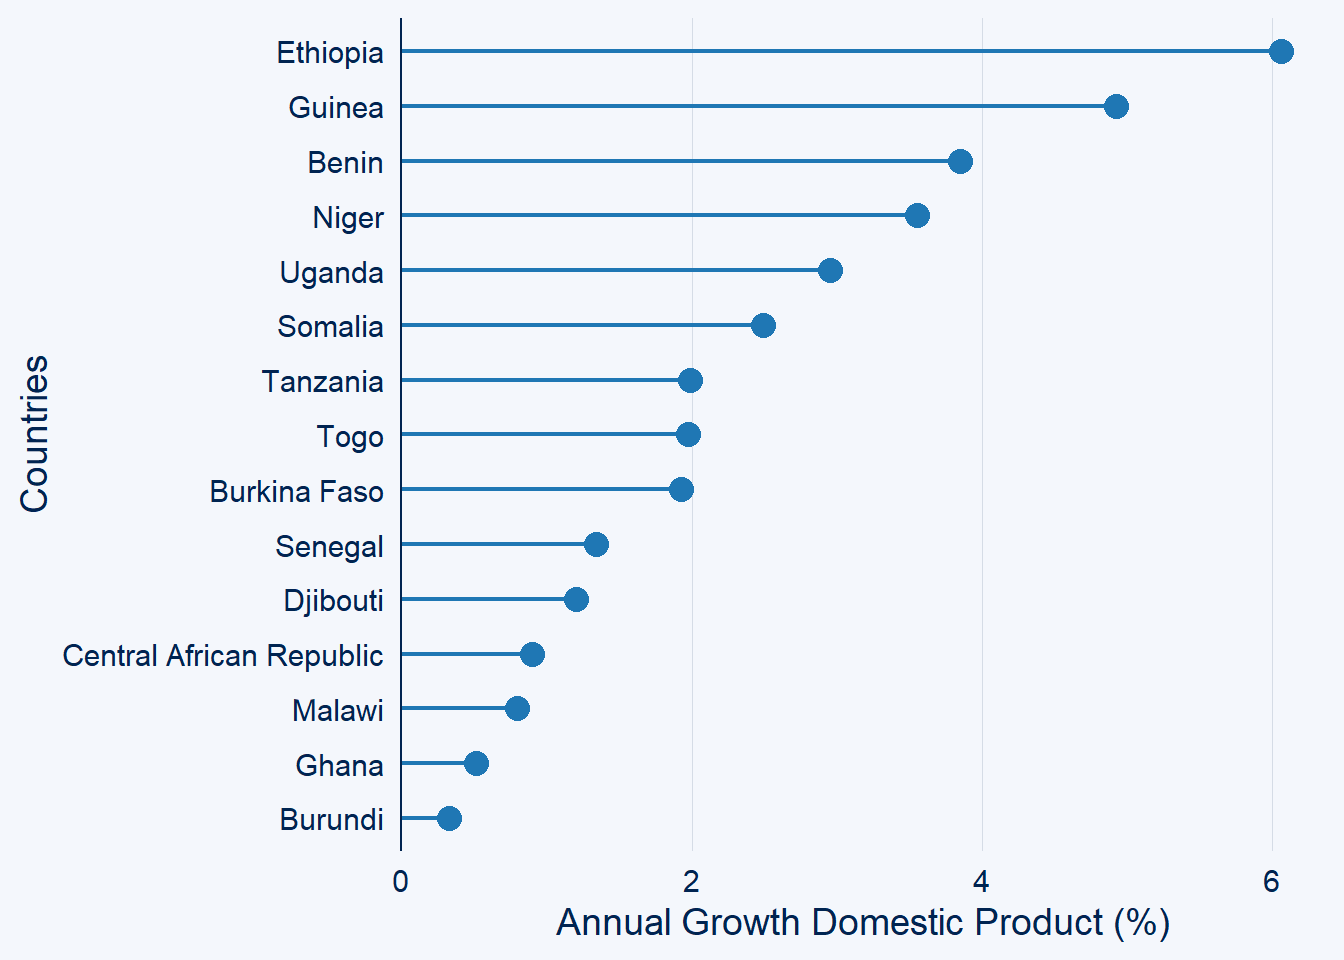 Ethiopia
Guinea
Benin
Niger
Uganda
Somalia
Tanzania
Togo
Burkina Faso
Senegal
Djibouti
Central African Republic
Malawi
Ghana
Burundi
Countries
0 2 4 6
Annual Growth Domestic Product (%)